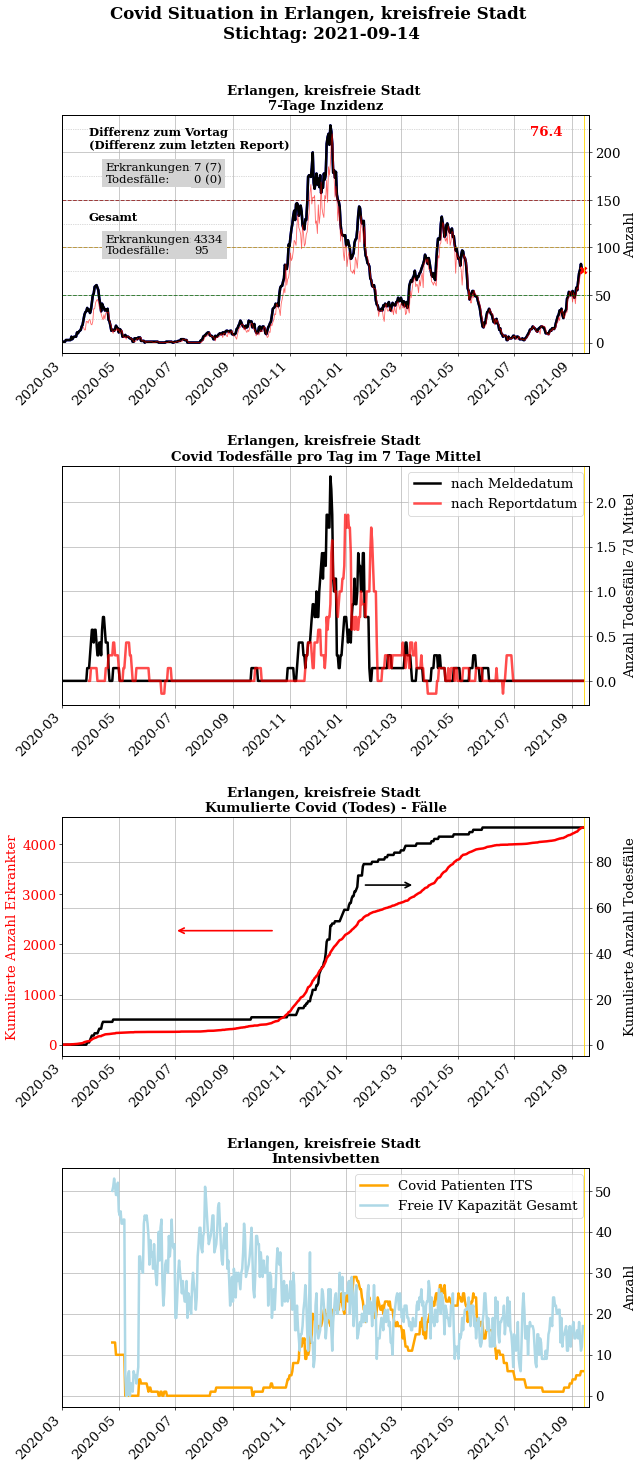 Covid Situation in Erlangen, kreisfreie Stadt
Stichtag: 2021-09-14
Erlangen, kreisfreie Stadt
7-Tage Inzidenz
Differenz zum Vortag
(Differenz zum letzten Report)
Erkrankungen 7 (7)
Todesfälle: 0 (0)
Gesamt
Erkrankungen 4334
Todesfälle: 95
76.4
200
150
100
50
0
Anzahl
2020-03
2020-05
2020-07
2020-09
2020-11
2021-01
2021-03
2021-05
2021-07
2021-09
Erlangen, kreisfreie Stadt
Covid Todesfälle pro Tag im 7 Tage Mittel
nach Meldedatum
nach Reportdatum
2.0
1.5
1.0
0.5
0.0
Anzahl Todesfälle 7d Mittel
2020-03
2020-05
2020-07
2020-09
2020-11
2021-01
2021-03
2021-05
2021-07
2021-09
Erlangen, kreisfreie Stadt
Kumulierte Covid (Todes) - Fälle
Kumulierte Anzahl Erkrankter
4000
3000
2000
1000
0
80
60
40
20
0
Kumulierte Anzahl Todesfälle
2020-03
2020-05
2020-07
2020-09
2020-11
2021-01
2021-03
2021-05
2021-07
2021-09
Erlangen, kreisfreie Stadt
Intensivbetten
Covid Patienten ITS
Freie IV Kapazität Gesamt
50
40
30
20
10
0
Anzahl
2020-03
2020-05
2020-07
2020-09
2020-11
2021-01
2021-03
2021-05
2021-07
2021-09